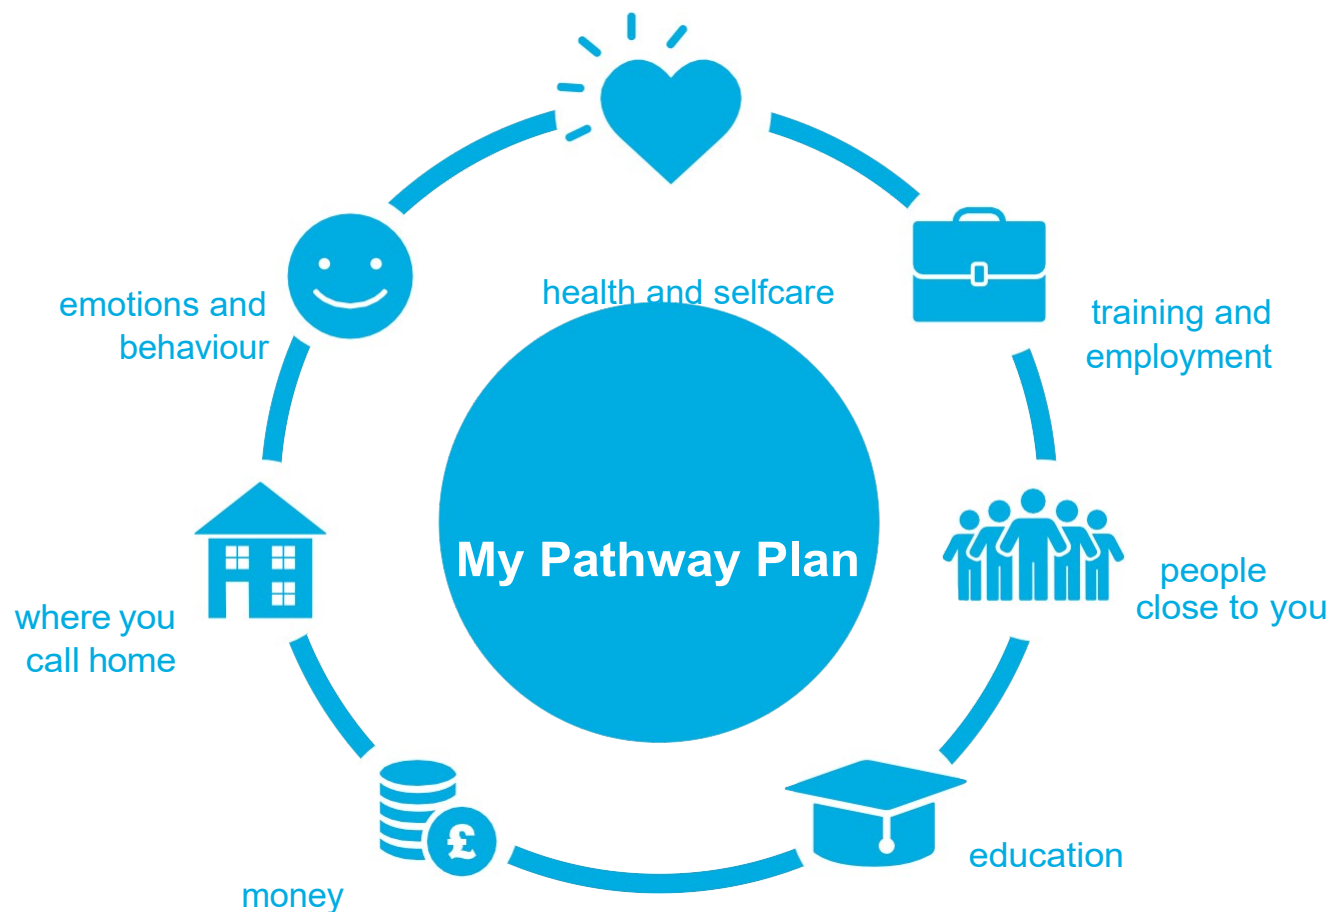 health and selfcare
emotions and
behaviour
training and
employment
My Pathway Plan
people
close to you
where you
call home
£
education
money